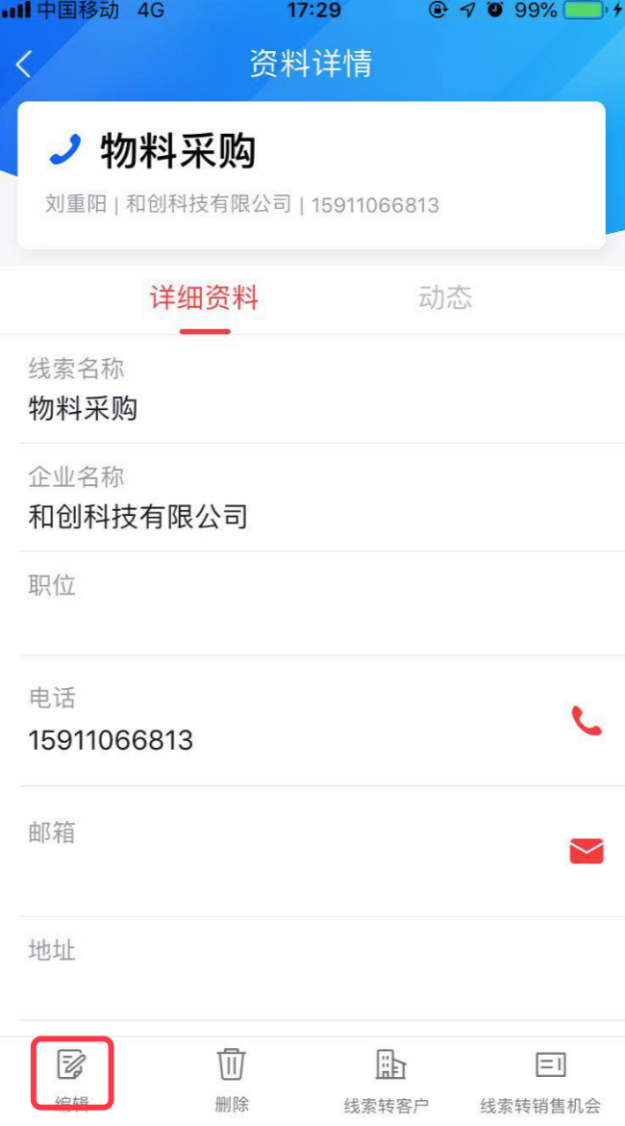 中国移动 4G 17:29 99%
资料详情
物料采购
刘重阳 | 和创科技有限公司 | 15911066813
详细资料 动态
线索名称
物料采购
企业名称
和创科技有限公司
职位
电话
15911066813
邮箱
地址
编辑 删除 线索转客户 线索转销售机会